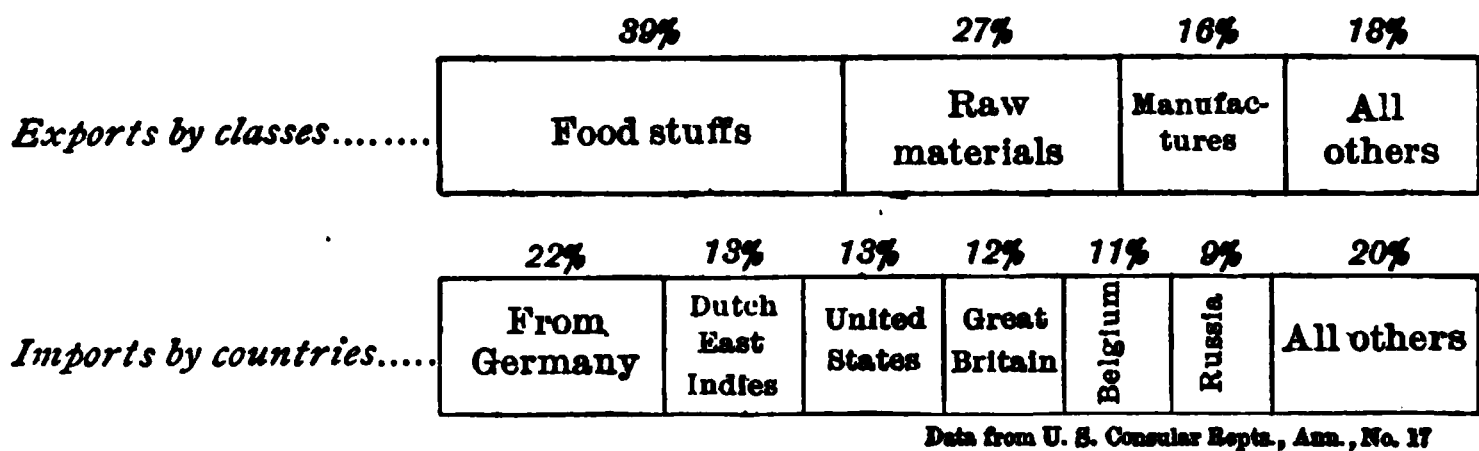 39% 27% 16% 18%
Exports by classes........
Food stuffs
Raw
materials
Manufac-
tures
All
others
22% 13% 13% 12% 11% 9% 20%
Imports by countries.....
From
Germany
Dutch
East
Indies
United
States
Great
Britain
Belgium
Russia
All others
Data from U. S. Consular Repts., Ann., No. 17